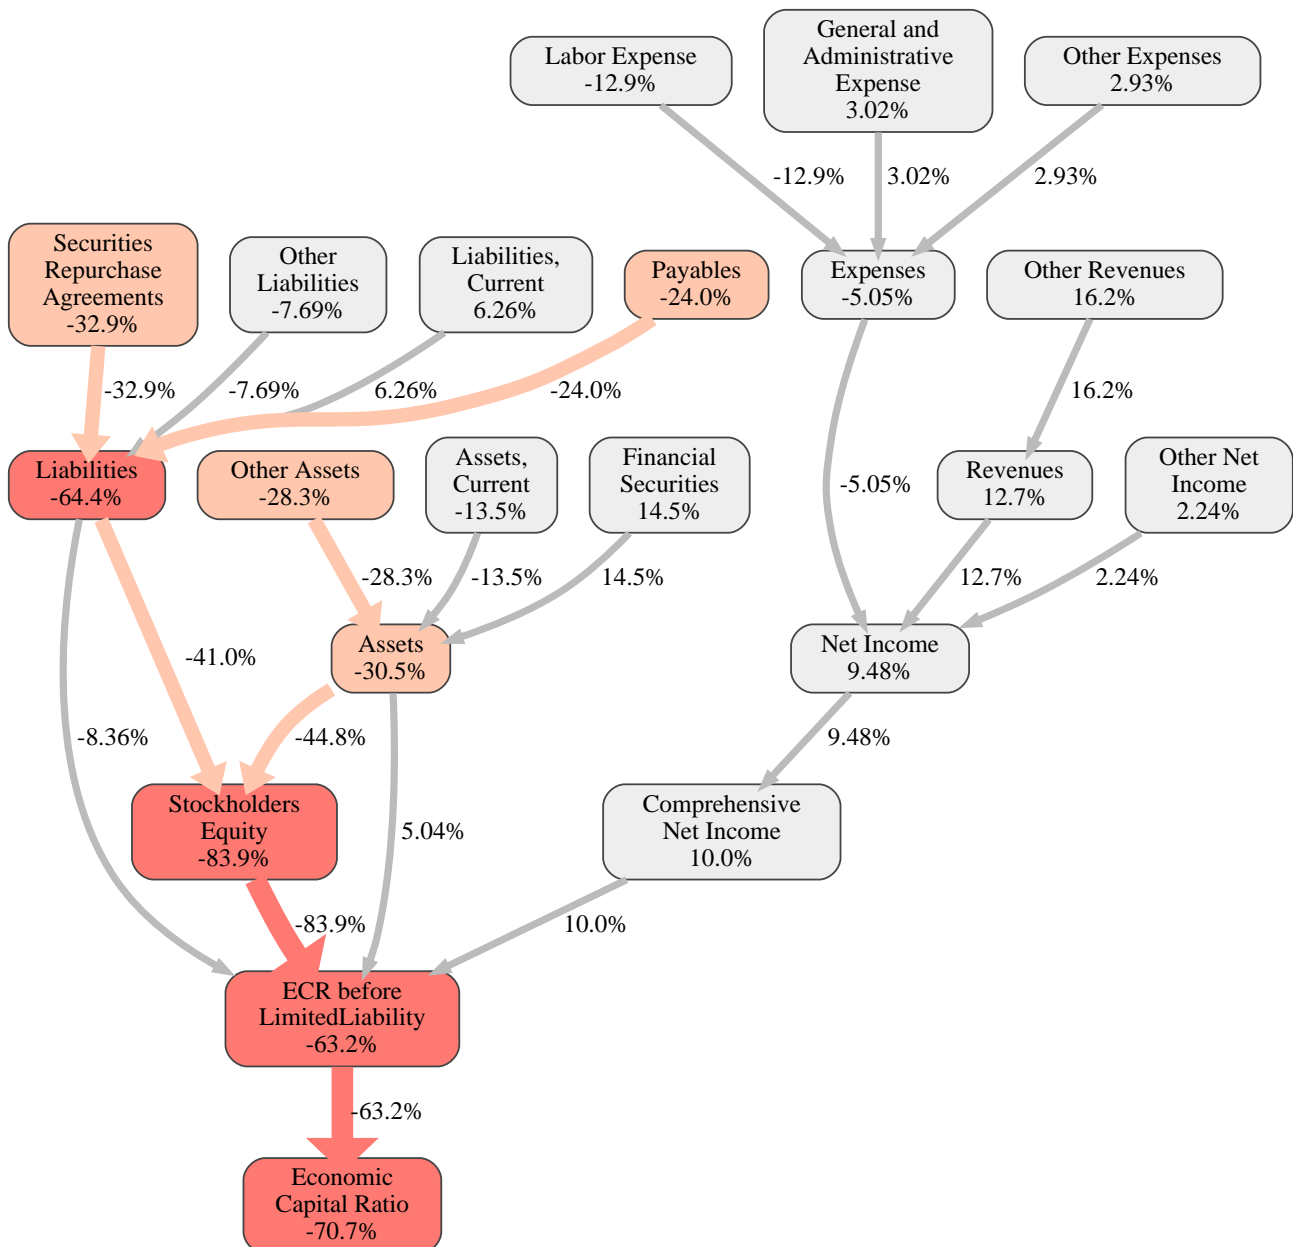 Labor Expense
-12.9%
General and
Administrative
Expense
3.02%
Other Expenses
2.93%
-12.9%
3.02%
2.93%
Securities
Repurchase
Agreements
-32.9%
Other
Liabilities
-7.69%
Liabilities,
Current
6.26%
Payables
-24.0%
Expenses
-5.05%
Other Revenues
16.2%
-32.9%
-7.69%
6.26%
-24.0%
16.2%
Liabilities
-64.4%
Other Assets
-28.3%
Assets,
Current
-13.5%
Financial
Securities
14.5%
-5.05%
Revenues
12.7%
Other Net
Income
2.24%
-28.3%
-13.5%
14.5%
12.7%
2.24%
-41.0%
Assets
-30.5%
Net Income
9.48%
-8.36%
-44.8%
9.48%
Stockholders
Equity
-83.9%
5.04%
Comprehensive
Net Income
10.0%
-83.9%
10.0%
ECR before
LimitedLiability
-63.2%
-63.2%
Economic
Capital Ratio
-70.7%